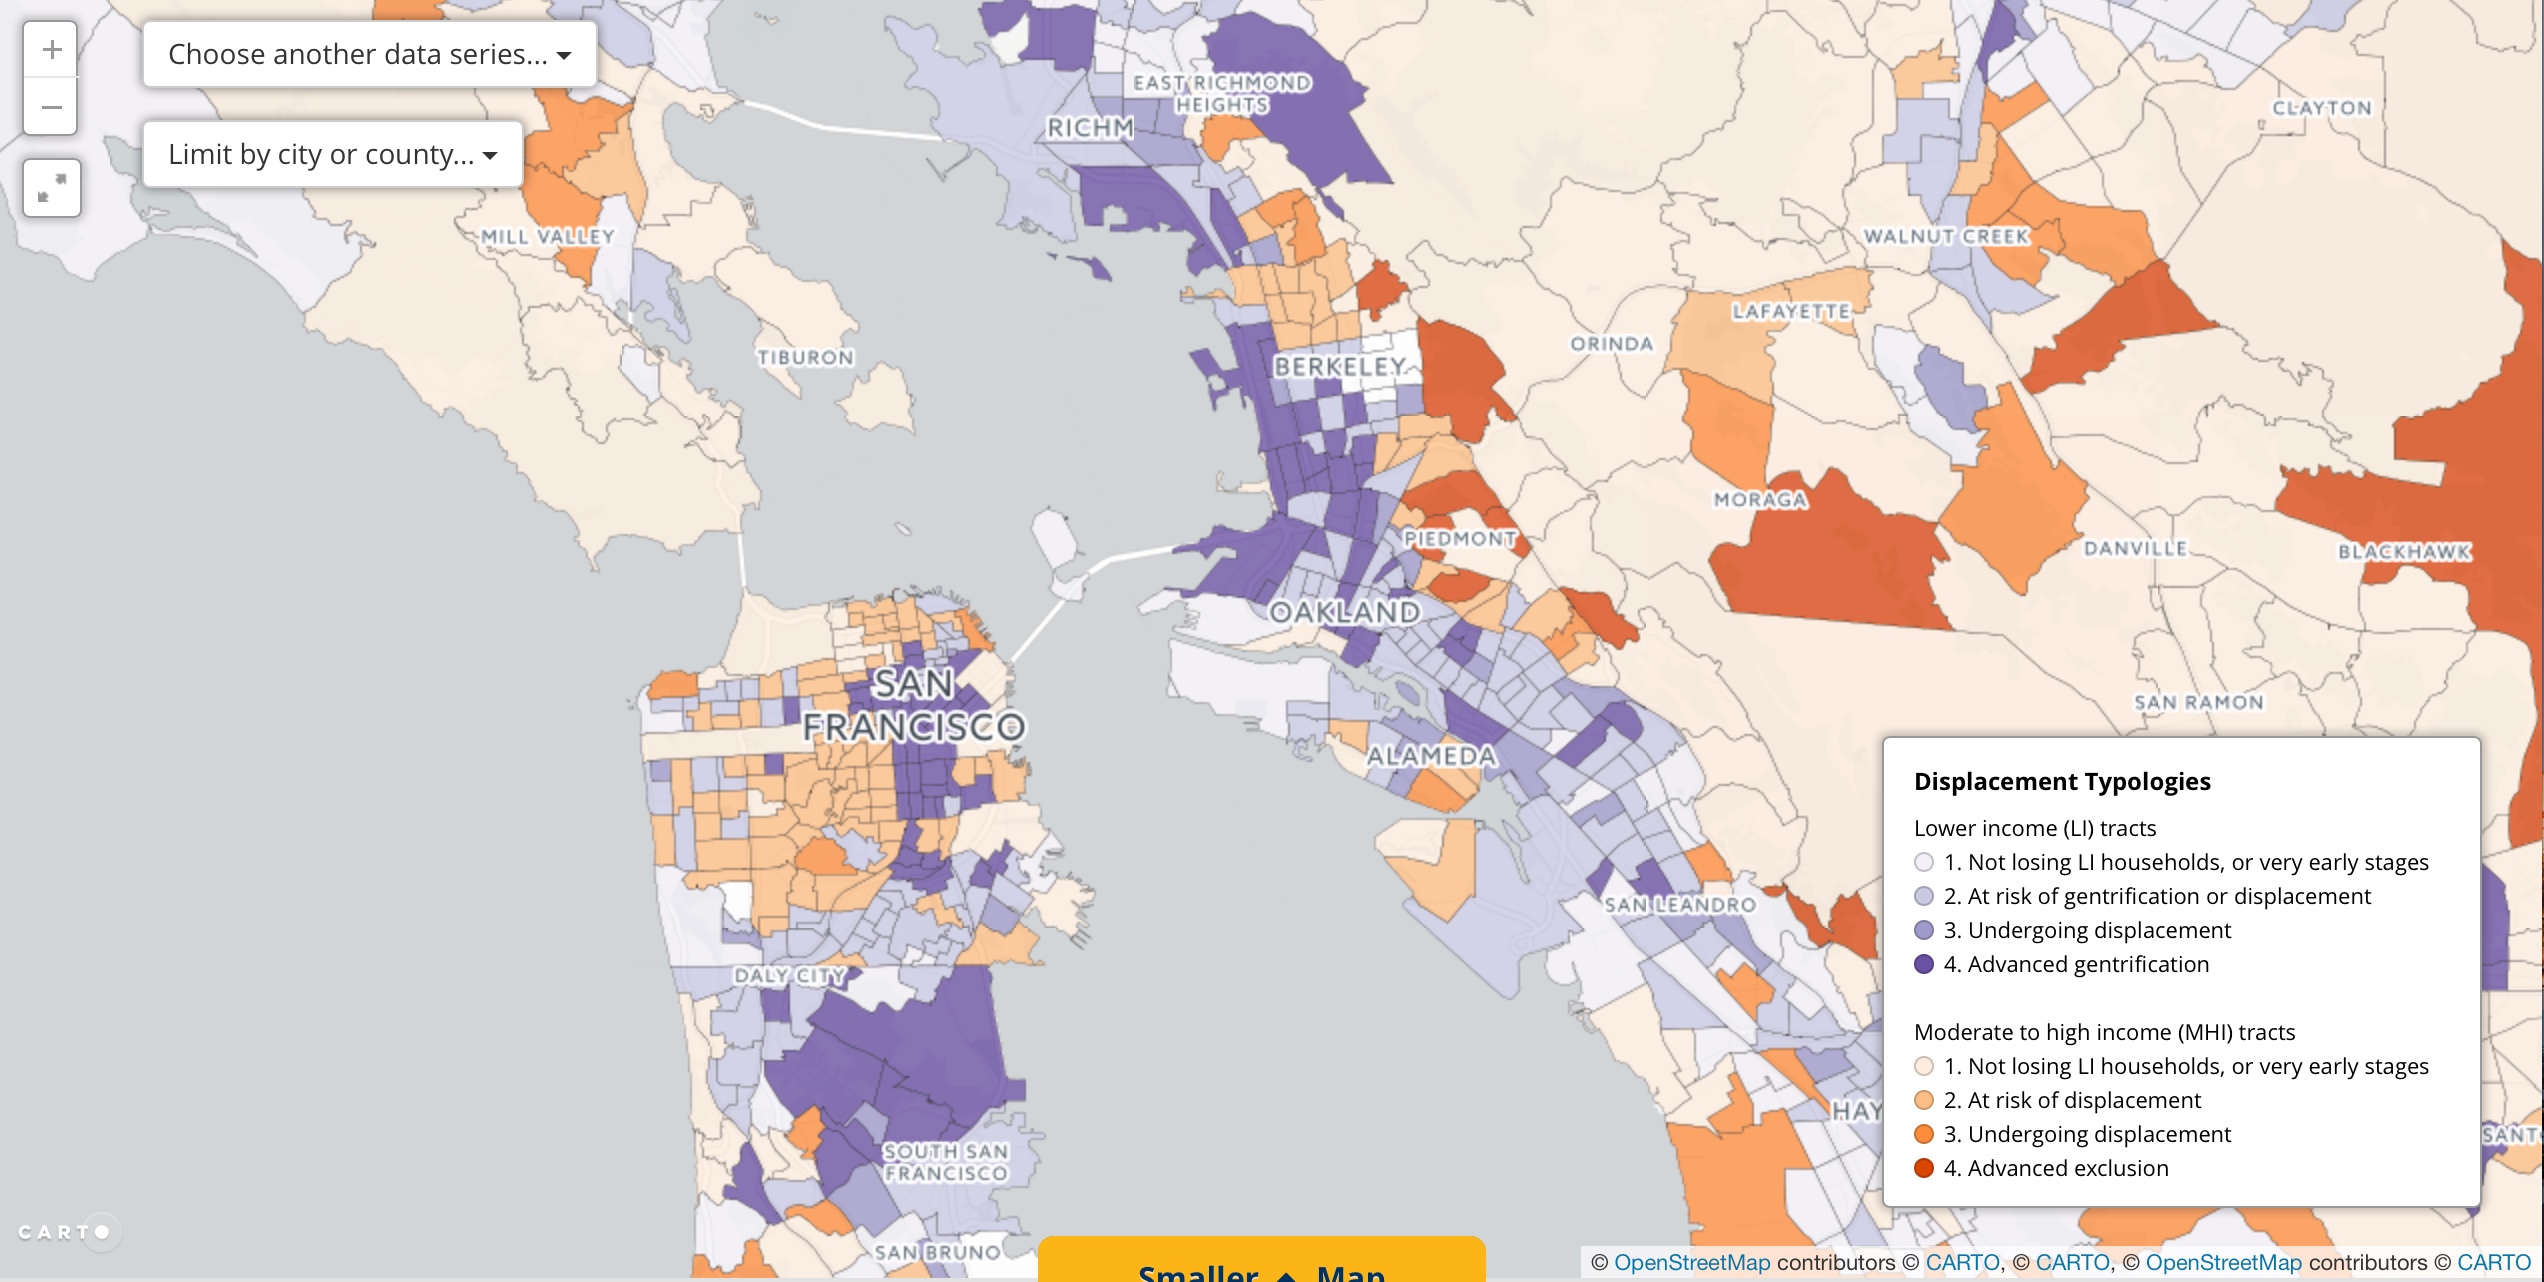 +
Choose another data series...
−
Limit by city or county...
EAST RICHMOND
HEIGHTS
RICHM
CLAYTON
MILL VALLEY
WALNUT CREEK
LAFAYETTE
ORINDA
TIBURON
BERKELEY
MORAGA
PIEDMONT
DANVILLE
BLACKHAWK
OAKLAND
SAN
FRANCISCO
SAN RAMON
ALAMEDA
Displacement Typologies
Lower income (LI) tracts
1. Not losing LI households, or very early stages
2. At risk of gentrification or displacement
3. Undergoing displacement
4. Advanced gentrification
Moderate to high income (MHI) tracts
1. Not losing LI households, or very early stages
2. At risk of displacement
3. Undergoing displacement
4. Advanced exclusion
SAN LEANDRO
DALY CITY
HAY
SANT
SOUTH SAN
FRANCISCO
CARTO
SAN BRUNO
Smaller Map
© OpenStreetMap contributors © CARTO, © CARTO, © OpenStreetMap contributors © CARTO